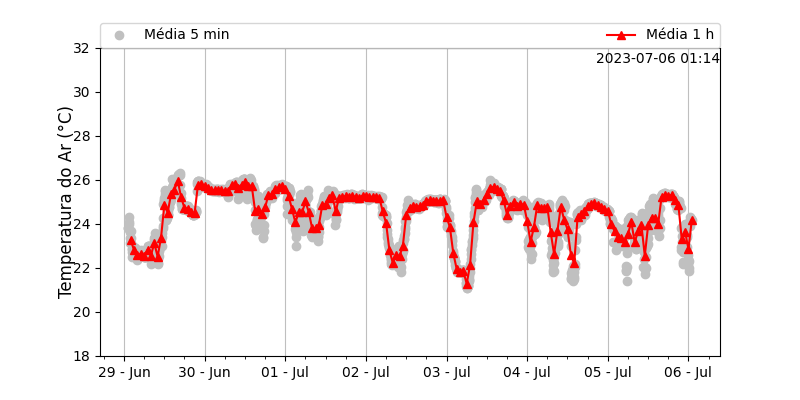 Média 5 min
Média 1 h
2023-07-06 01:14
Temperatura do Ar (°C)
32
30
28
26
24
22
20
18
29 - Jun
30 - Jun
01 - Jul
02 - Jul
03 - Jul
04 - Jul
05 - Jul
06 - Jul